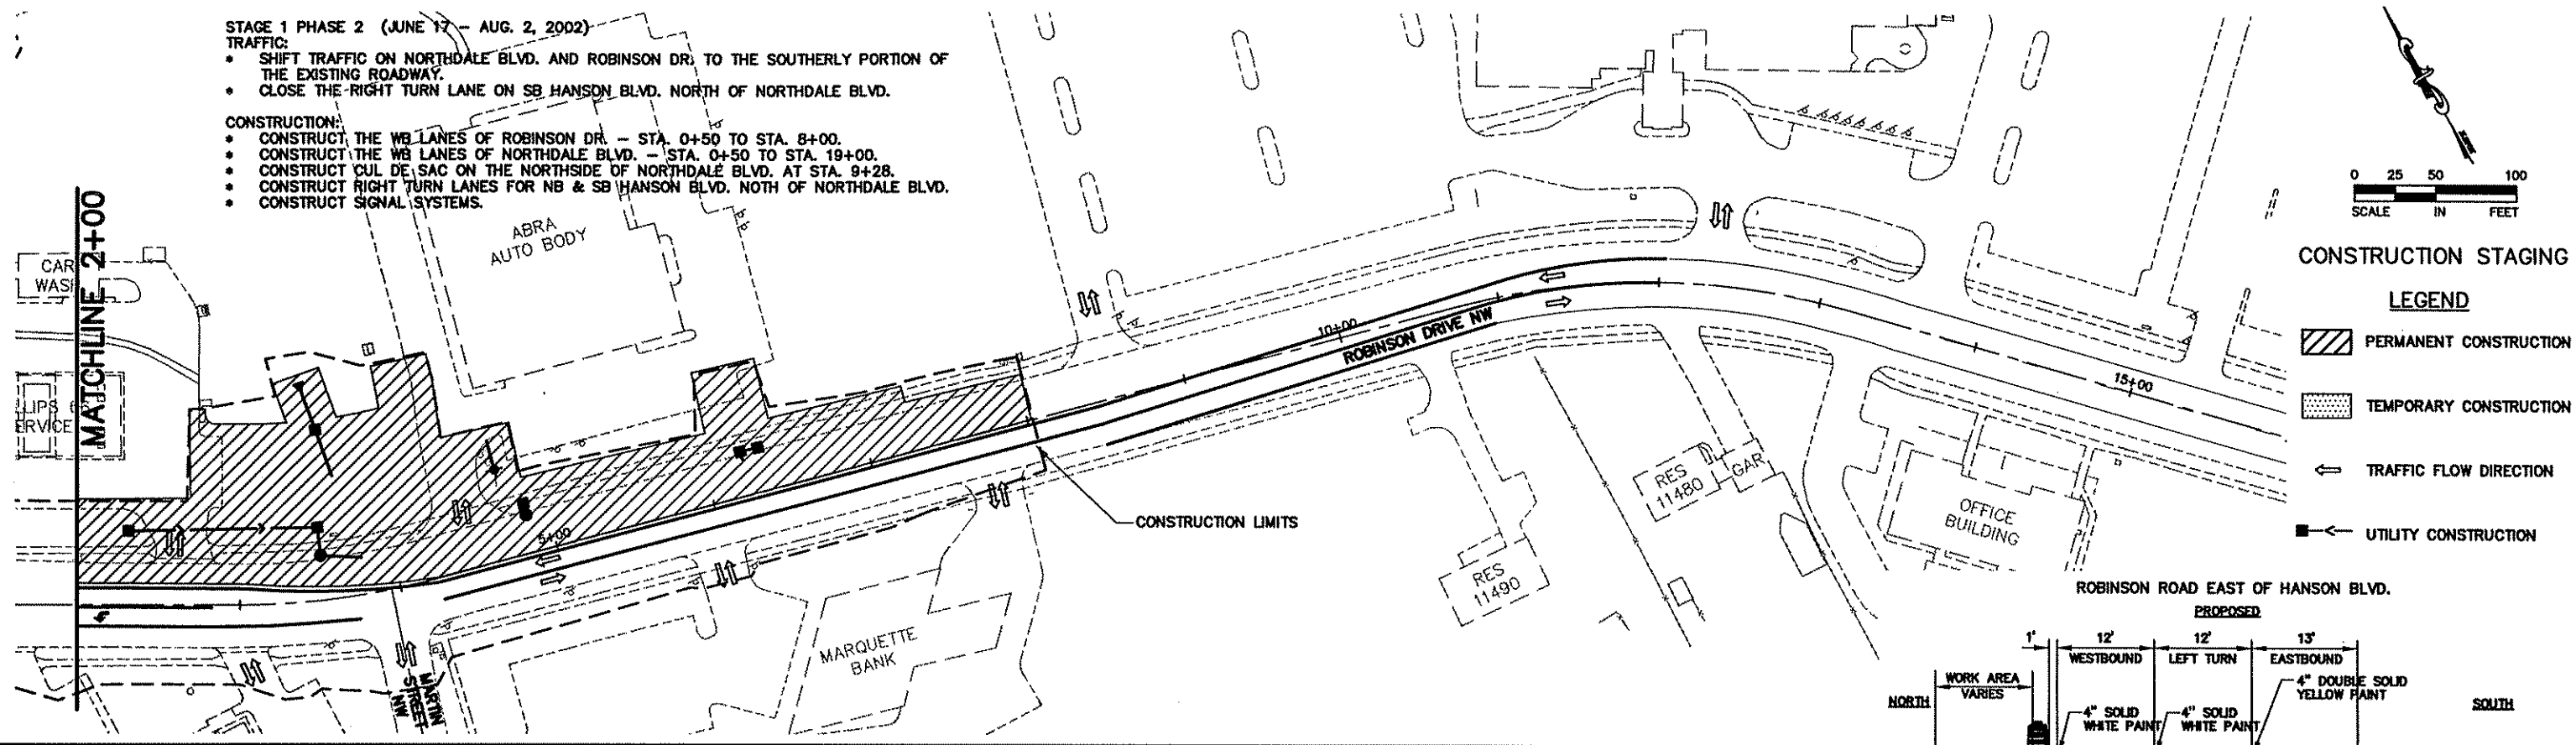 STAGE 1 PHASE 2 (JUNE 17 - AUG. 2, 2002)
TRAFFIC:
* SHIFT TRAFFIC ON NORTHDALE BLVD. AND ROBINSON DR. TO THE SOUTHERLY PORTION OF
THE EXISTING ROADWAY.
* CLOSE THE RIGHT TURN LANE ON SB HANSON BLVD. NORTH OF NORTHDALE BLVD.
CONSTRUCTION:
* CONSTRUCT THE WB LANES OF ROBINSON DR. - STA. 0+50 TO STA. 8+00.
* CONSTRUCT THE WB LANES OF NORTHDALE BLVD. - STA. 0+50 TO STA. 19+00.
* CONSTRUCT CUL DE SAC ON THE NORTHSIDE OF NORTHDALE BLVD. AT STA. 9+28.
* CONSTRUCT RIGHT TURN LANES FOR NB & SB HANSON BLVD. NOTH OF NORTHDALE BLVD.
* CONSTRUCT SIGNAL SYSTEMS.
MATCHLINE 2+00
CAR
WAS
LIPS 6
ERVICE
ABRA
AUTO BODY
5+00
10+00
ROBINSON DRIVE NW
15+00
CONSTRUCTION LIMITS
MARTIN
STREET
NW
MARQUETTE
BANK
RES
11490
RES
11480
GAR
OFFICE
BUILDING
0 25 50 100
SCALE IN FEET
CONSTRUCTION STAGING
LEGEND
PERMANENT CONSTRUCTION
TEMPORARY CONSTRUCTION
TRAFFIC FLOW DIRECTION
UTILITY CONSTRUCTION
ROBINSON ROAD EAST OF HANSON BLVD.
PROPOSED
1' 12' 12' 13'
WESTBOUND LEFT TURN EASTBOUND
NORTH
WORK AREA
VARIES
4" SOLID
WHITE PAINT
4" SOLID
WHITE PAINT
4" DOUBLE SOLID
YELLOW PAINT
SOUTH